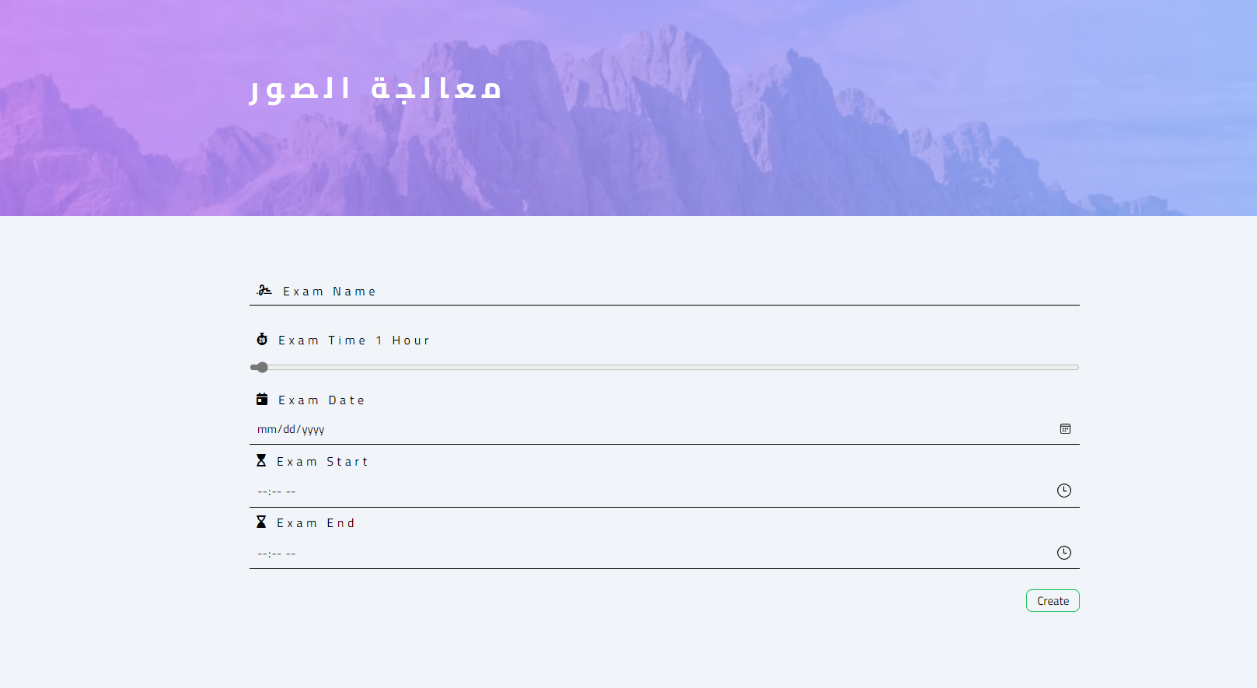 معالجة الصور
Exam Name
Exam Time 1 Hour
Exam Date
mm/dd/yyyy
Exam Start
--:-- --
Exam End
--:-- --
Create